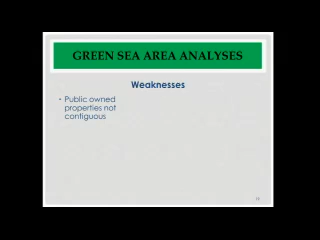 GREEN SEA AREA ANALYSES
Weaknesses
• Public owned
properties not
contiguous